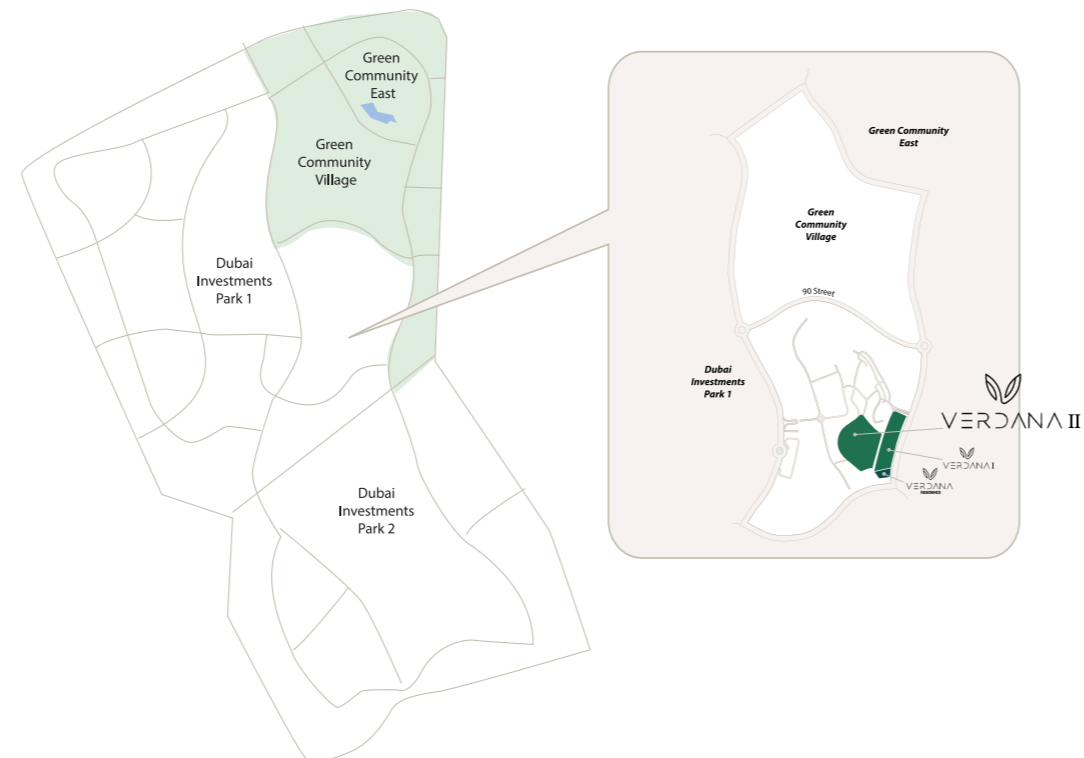 Green
Community
East
Green
Community
Village
Dubai
Investments
Park 1
Dubai
Investments
Park 2
Green Community
East
Green
Community
Village
90 Street
Dubai
Investments
Park 1
VERDANA II
VERDANA I
VERDANA
RESIDENCE